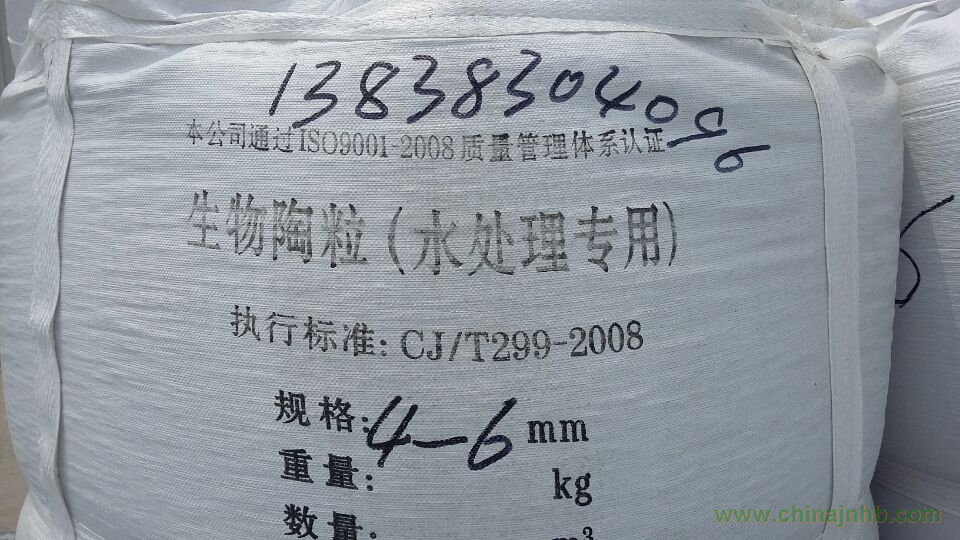 13838304096
本公司通过ISO9001-2008质量管理体系认证
生物陶粒(水处理专用)
执行标准:CJ/T299-2008
规格:4-6mm
重量: kg
数量: m³
www.chinajnhb.com